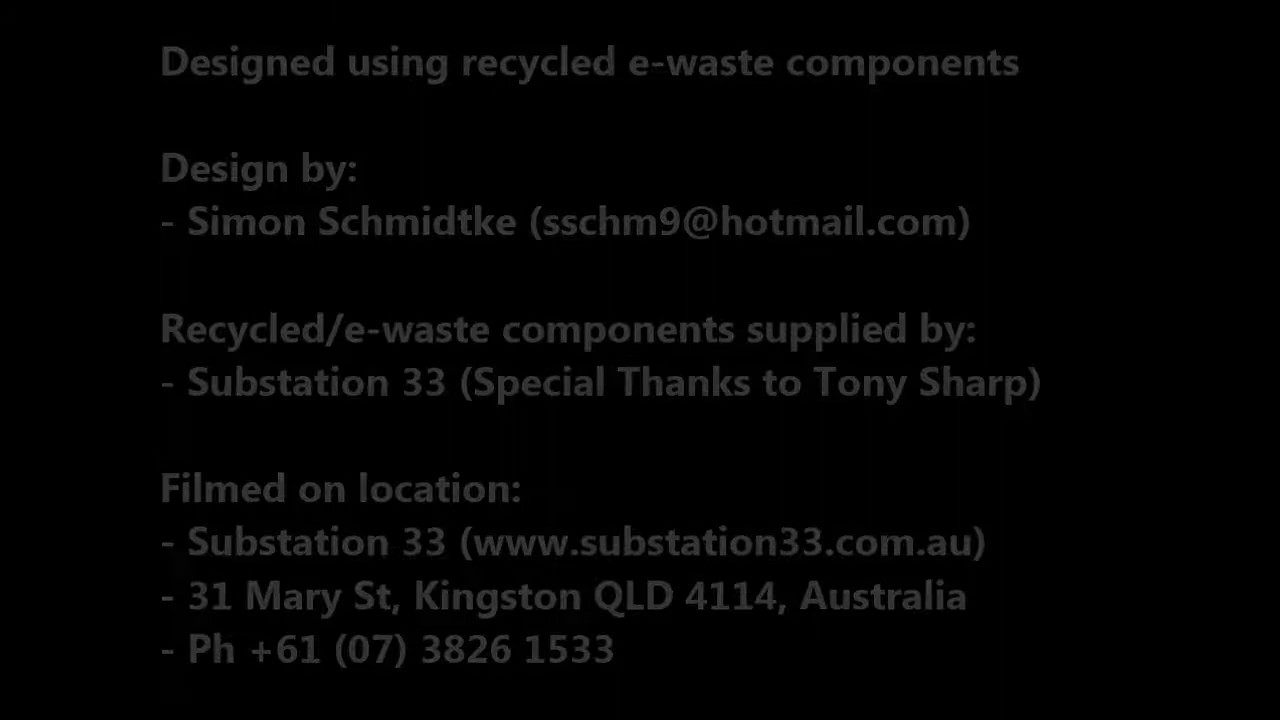 Designed using recycled e-waste components
Design by:
- Simon Schmidtke (sschm9@hotmail.com)
Recycled/e-waste components supplied by:
- Substation 33 (Special Thanks to Tony Sharp)
Filmed on location:
- Substation 33 (www.substation33.com.au)
- 31 Mary St, Kingston QLD 4114, Australia
- Ph +61 (07) 3826 1533